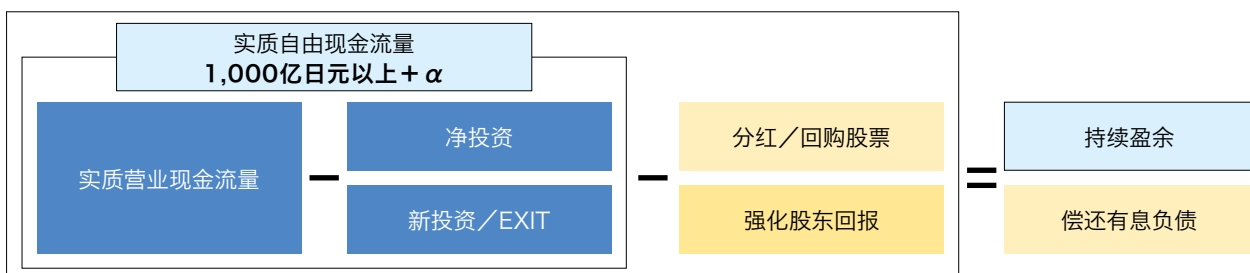 实质自由现金流量
1,000亿日元以上+α
实质营业现金流量
－
净投资
新投资／EXIT
－
分红／回购股票
强化股东回报
＝
持续盈余
偿还有息负债